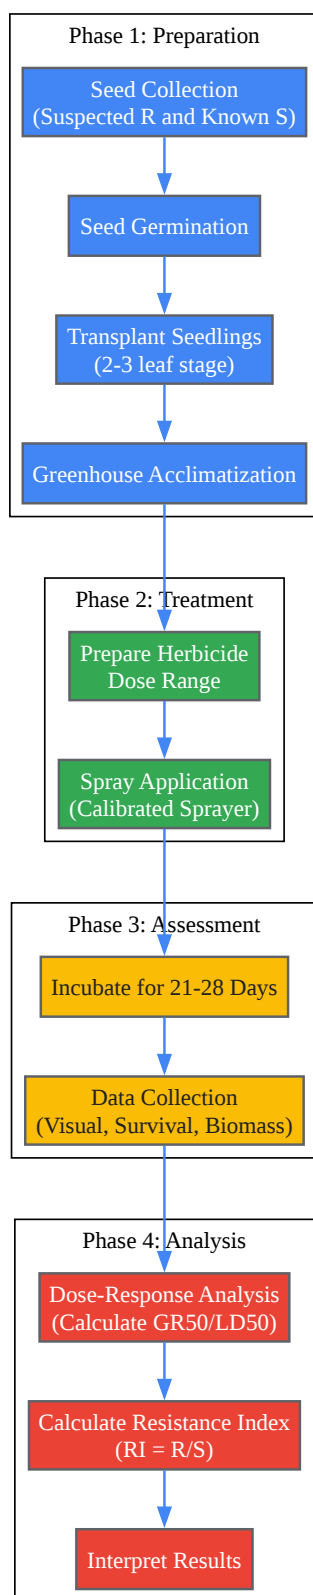 Phase 1: Preparation
Seed Collection
(Suspected R and Known S)
Seed Germination
Transplant Seedlings
(2-3 leaf stage)
Greenhouse Acclimatization
Phase 2: Treatment
Prepare Herbicide
Dose Range
Spray Application
(Calibrated Sprayer)
Phase 3: Assessment
Incubate for 21-28 Days
Data Collection
(Visual, Survival, Biomass)
Phase 4: Analysis
Dose-Response Analysis
(Calculate GR50/LD50)
Calculate Resistance Index
(RI = R/S)
Interpret Results